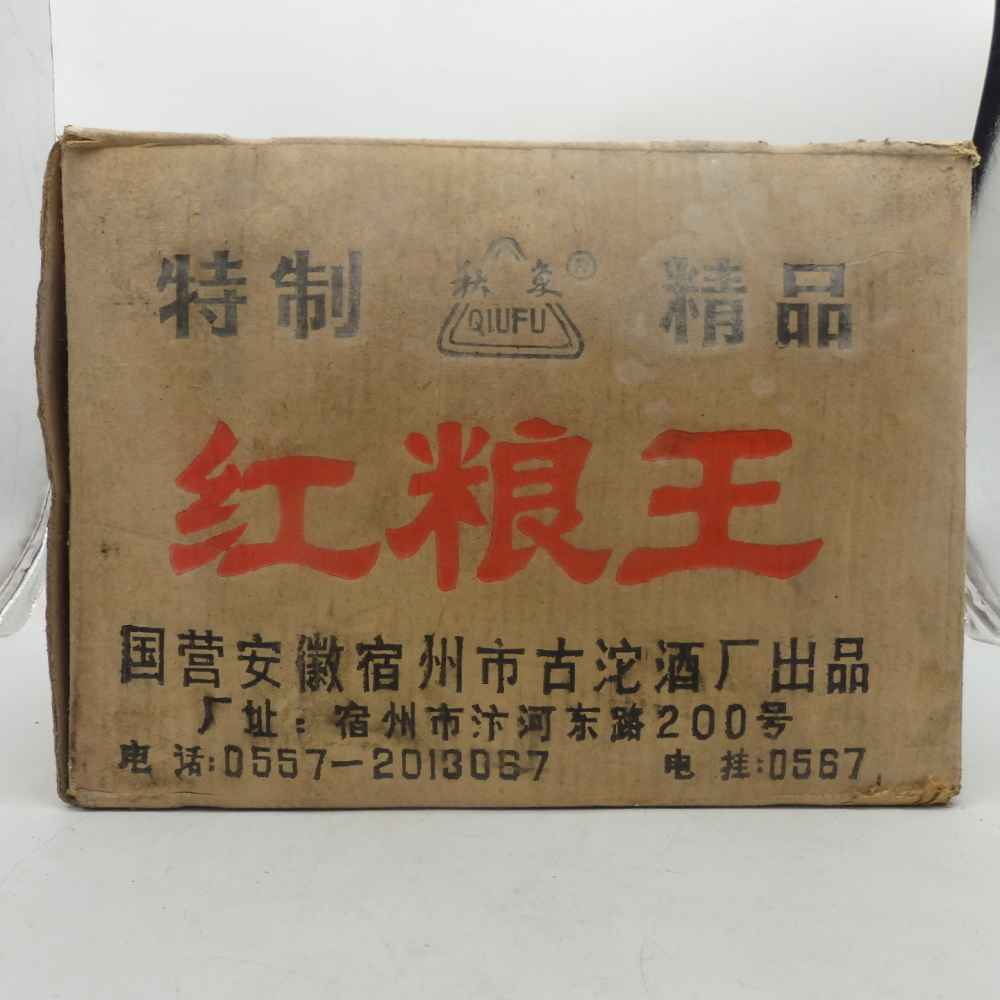 特制 秋 ® 精品
QIUFU
红粮王
国营安徽宿州市古沱酒厂出品
厂址：宿州市汴河东路200号
电话:0557-2013067 电挂:0567